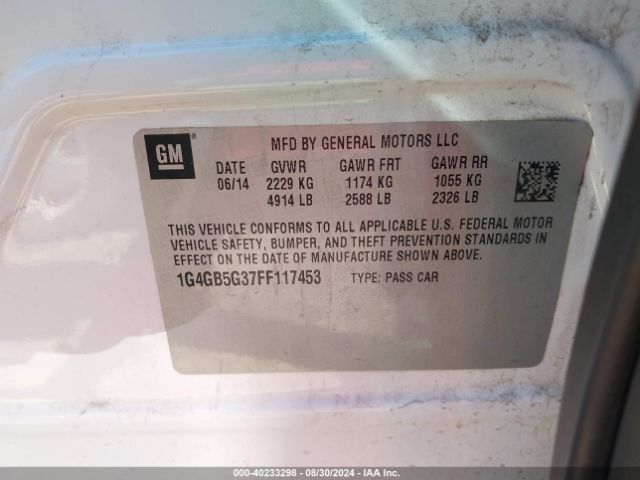 GM
®
MFD BY GENERAL MOTORS LLC
DATE GVWR GAWR FRT GAWR RR
06/14 2229 KG 1174 KG 1055 KG
4914 LB 2588 LB 2326 LB
THIS VEHICLE CONFORMS TO ALL APPLICABLE U.S. FEDERAL MOTOR
VEHICLE SAFETY, BUMPER, AND THEFT PREVENTION STANDARDS IN
EFFECT ON THE DATE OF MANUFACTURE SHOWN ABOVE.
1G4GB5G37FF117453 TYPE: PASS CAR
000-40233298 - 08/30/2024 - IAA Inc.